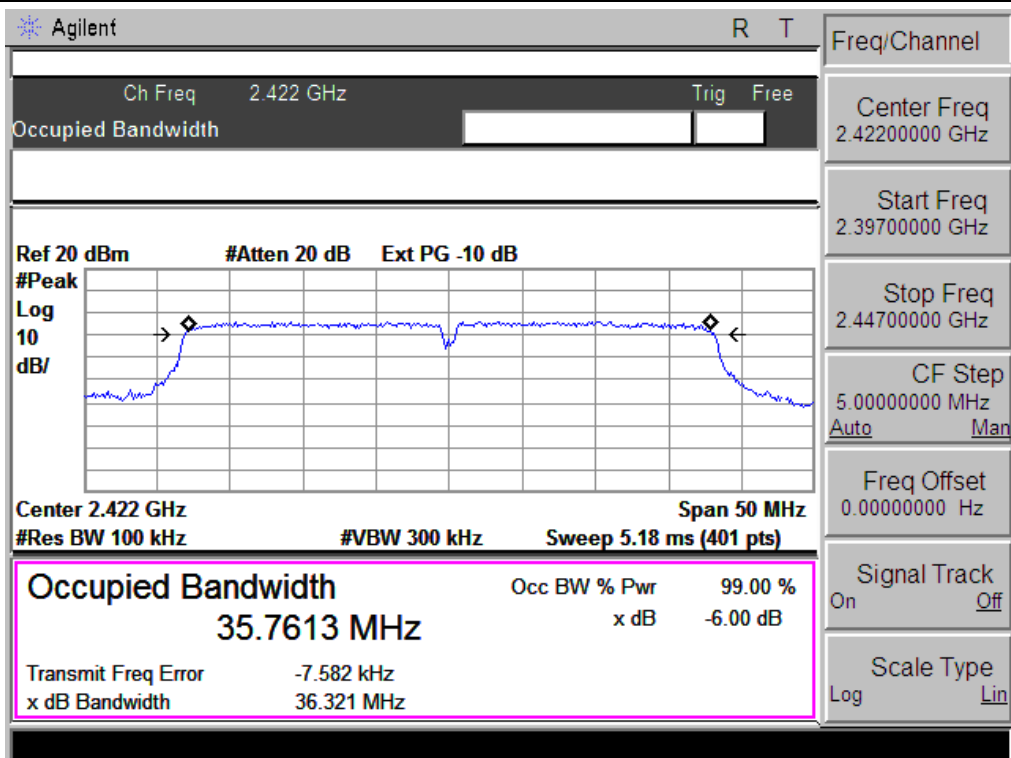 Agilent
R T
Ch Freq 2.422 GHz
Trig Free
Occupied Bandwidth
Ref 20 dBm #Atten 20 dB Ext PG -10 dB
#Peak
Log
10
dB/
Center 2.422 GHz Span 50 MHz
#Res BW 100 kHz #VBW 300 kHz Sweep 5.18 ms (401 pts)
Occupied Bandwidth
35.7613 MHz
Occ BW % Pwr 99.00 %
x dB -6.00 dB
Transmit Freq Error -7.582 kHz
x dB Bandwidth 36.321 MHz
Freq/Channel
Center Freq
2.42200000 GHz
Start Freq
2.39700000 GHz
Stop Freq
2.44700000 GHz
CF Step
5.00000000 MHz
Auto Man
Freq Offset
0.00000000 Hz
Signal Track
On Off
Scale Type
Log Lin